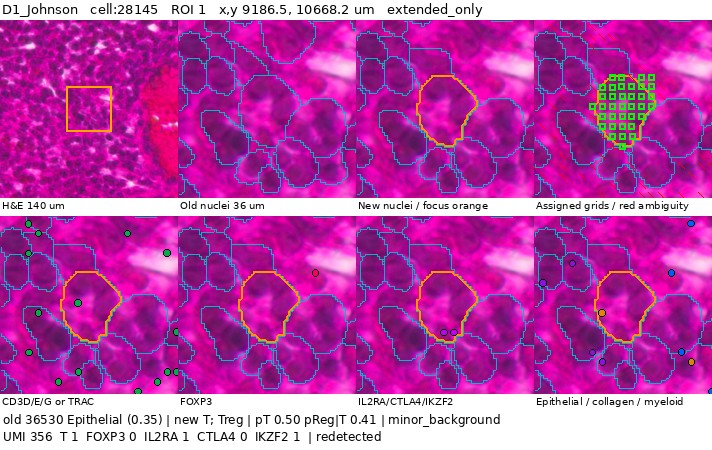 D1_Johnson   cell:28145   ROI 1   x,y 9186.5, 10668.2 um   extended_only
H&E 140 um
Old nuclei 36 um
New nuclei / focus orange
Assigned grids / red ambiguity
CD3D/E/G or TRAC
FOXP3
IL2RA/CTLA4/IKZF2
Epithelial / collagen / myeloid
old 36530 Epithelial (0.35) | new T; Treg | pT 0.50 pReg|T 0.41 | minor_background
UMI 356  T 1  FOXP3 0  IL2RA 1  CTLA4 0  IKZF2 1  | redetected